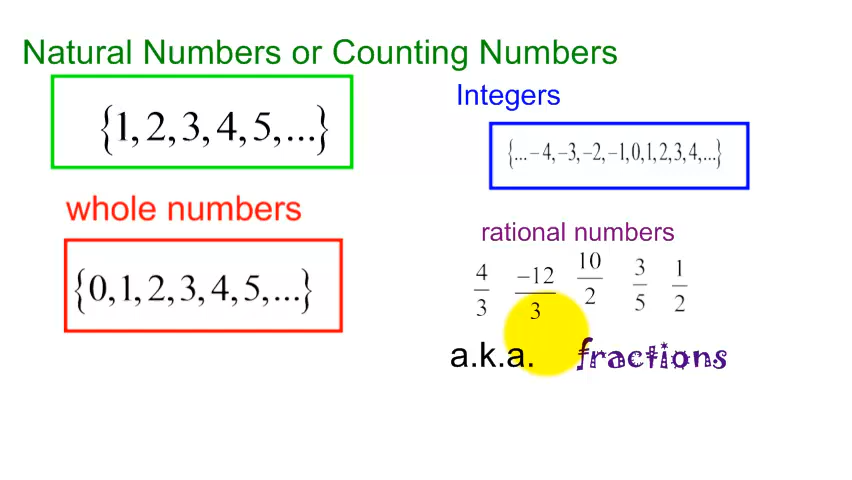 Natural Numbers or Counting Numbers
{1, 2, 3, 4, 5, ...}
whole numbers
{0, 1, 2, 3, 4, 5, ...}
Integers
{... −4, −3, −2, −1, 0, 1, 2, 3, 4, ...}
rational numbers
4/3 −12/3 10/2 3/5 1/2
a.k.a. fractions